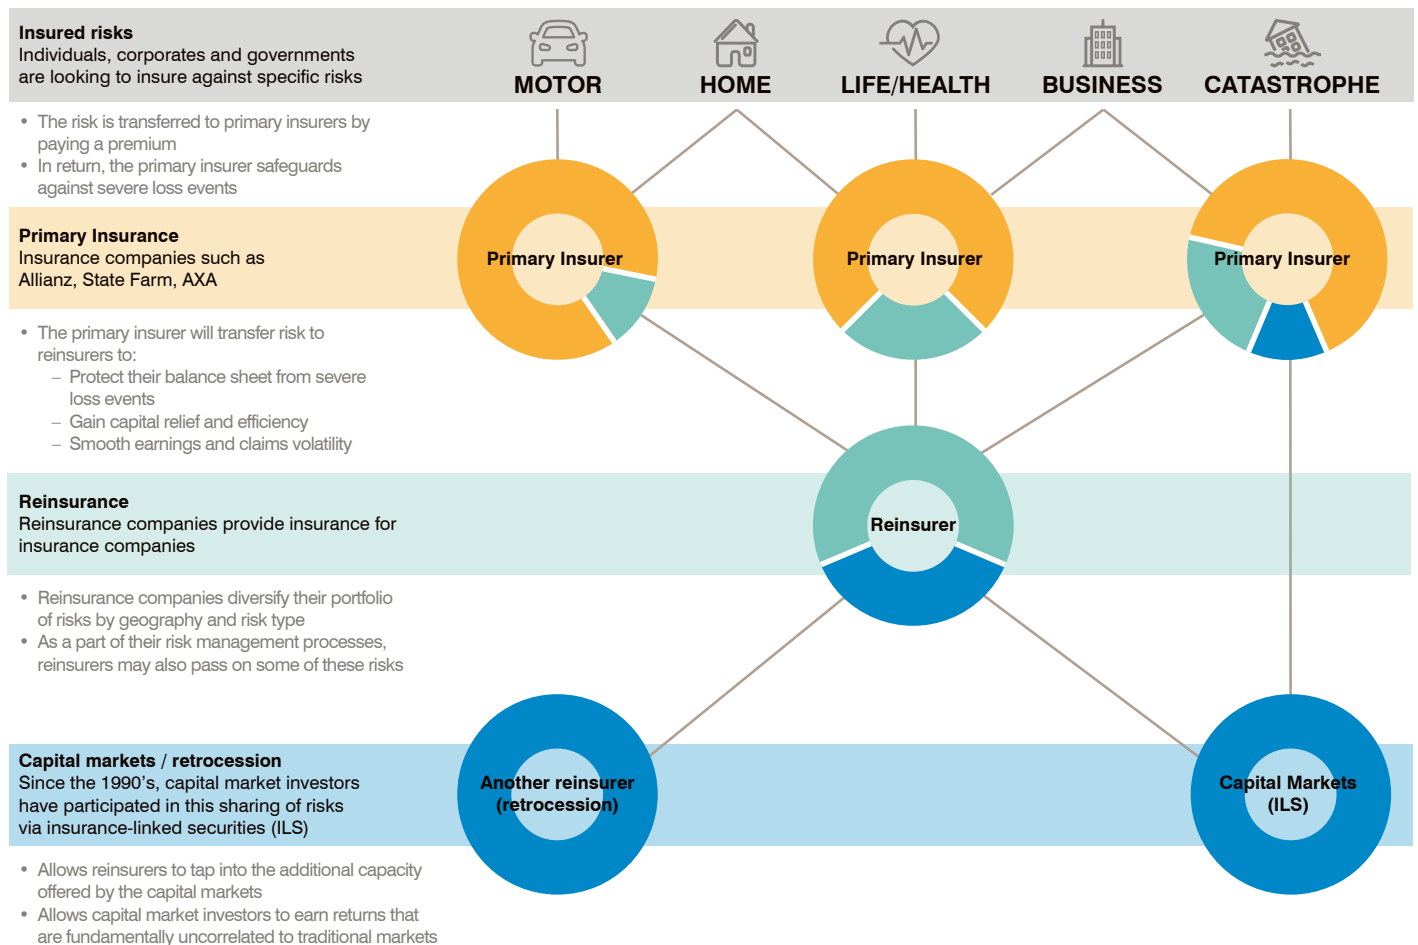 Insured risks
Individuals, corporates and governments
are looking to insure against specific risks
MOTOR
HOME
LIFE/HEALTH
BUSINESS
CATASTROPHE
• The risk is transferred to primary insurers by
paying a premium
• In return, the primary insurer safeguards
against severe loss events
Primary Insurance
Insurance companies such as
Allianz, State Farm, AXA
Primary Insurer
Primary Insurer
Primary Insurer
• The primary insurer will transfer risk to
reinsurers to:
– Protect their balance sheet from severe
loss events
– Gain capital relief and efficiency
– Smooth earnings and claims volatility
Reinsurance
Reinsurance companies provide insurance for
insurance companies
Reinsurer
• Reinsurance companies diversify their portfolio
of risks by geography and risk type
• As a part of their risk management processes,
reinsurers may also pass on some of these risks
Capital markets / retrocession
Since the 1990's, capital market investors
have participated in this sharing of risks
via insurance-linked securities (ILS)
Another reinsurer
(retrocession)
Capital Markets
(ILS)
• Allows reinsurers to tap into the additional capacity
offered by the capital markets
• Allows capital market investors to earn returns that
are fundamentally uncorrelated to traditional markets